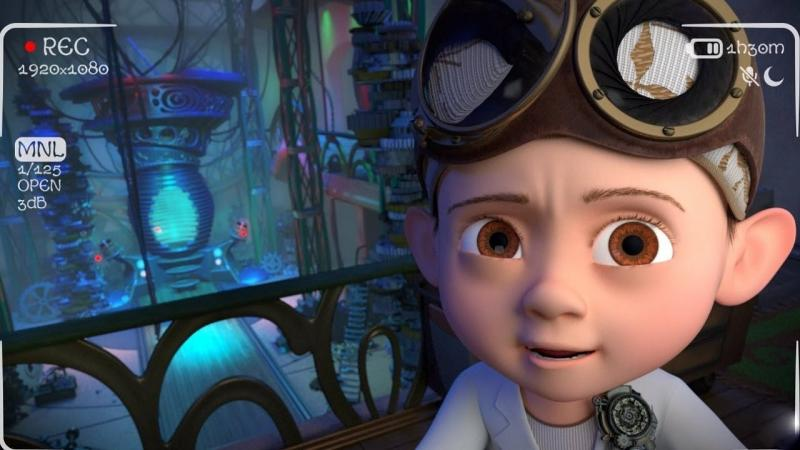 REC
1h30m
1920x1080
MNL
1/125
OPEN
3dB